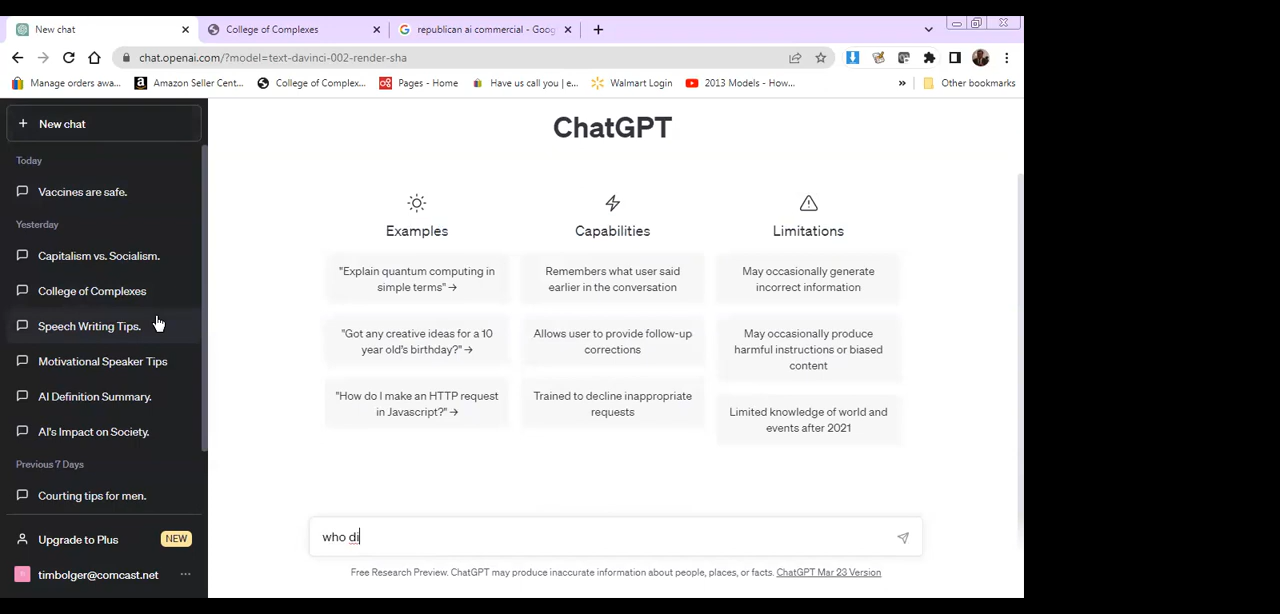 New chat
College of Complexes
republican ai commercial - Goog
chat.openai.com/?model=text-davinci-002-render-sha
Manage orders awa...
Amazon Seller Cent...
College of Complex...
Pages - Home
Have us call you | e...
Walmart Login
2013 Models - How...
»
Other bookmarks
+ New chat
Today
Vaccines are safe.
Yesterday
Capitalism vs. Socialism.
College of Complexes
Speech Writing Tips.
Motivational Speaker Tips
AI Definition Summary.
AI's Impact on Society.
Previous 7 Days
Courting tips for men.
Upgrade to Plus NEW
timbolger@comcast.net ...
ChatGPT
Examples
"Explain quantum computing in
simple terms" →
"Got any creative ideas for a 10
year old's birthday?" →
"How do I make an HTTP request
in Javascript?" →
Capabilities
Remembers what user said
earlier in the conversation
Allows user to provide follow-up
corrections
Trained to decline inappropriate
requests
Limitations
May occasionally generate
incorrect information
May occasionally produce
harmful instructions or biased
content
Limited knowledge of world and
events after 2021
who di
Free Research Preview. ChatGPT may produce inaccurate information about people, places, or facts. ChatGPT Mar 23 Version